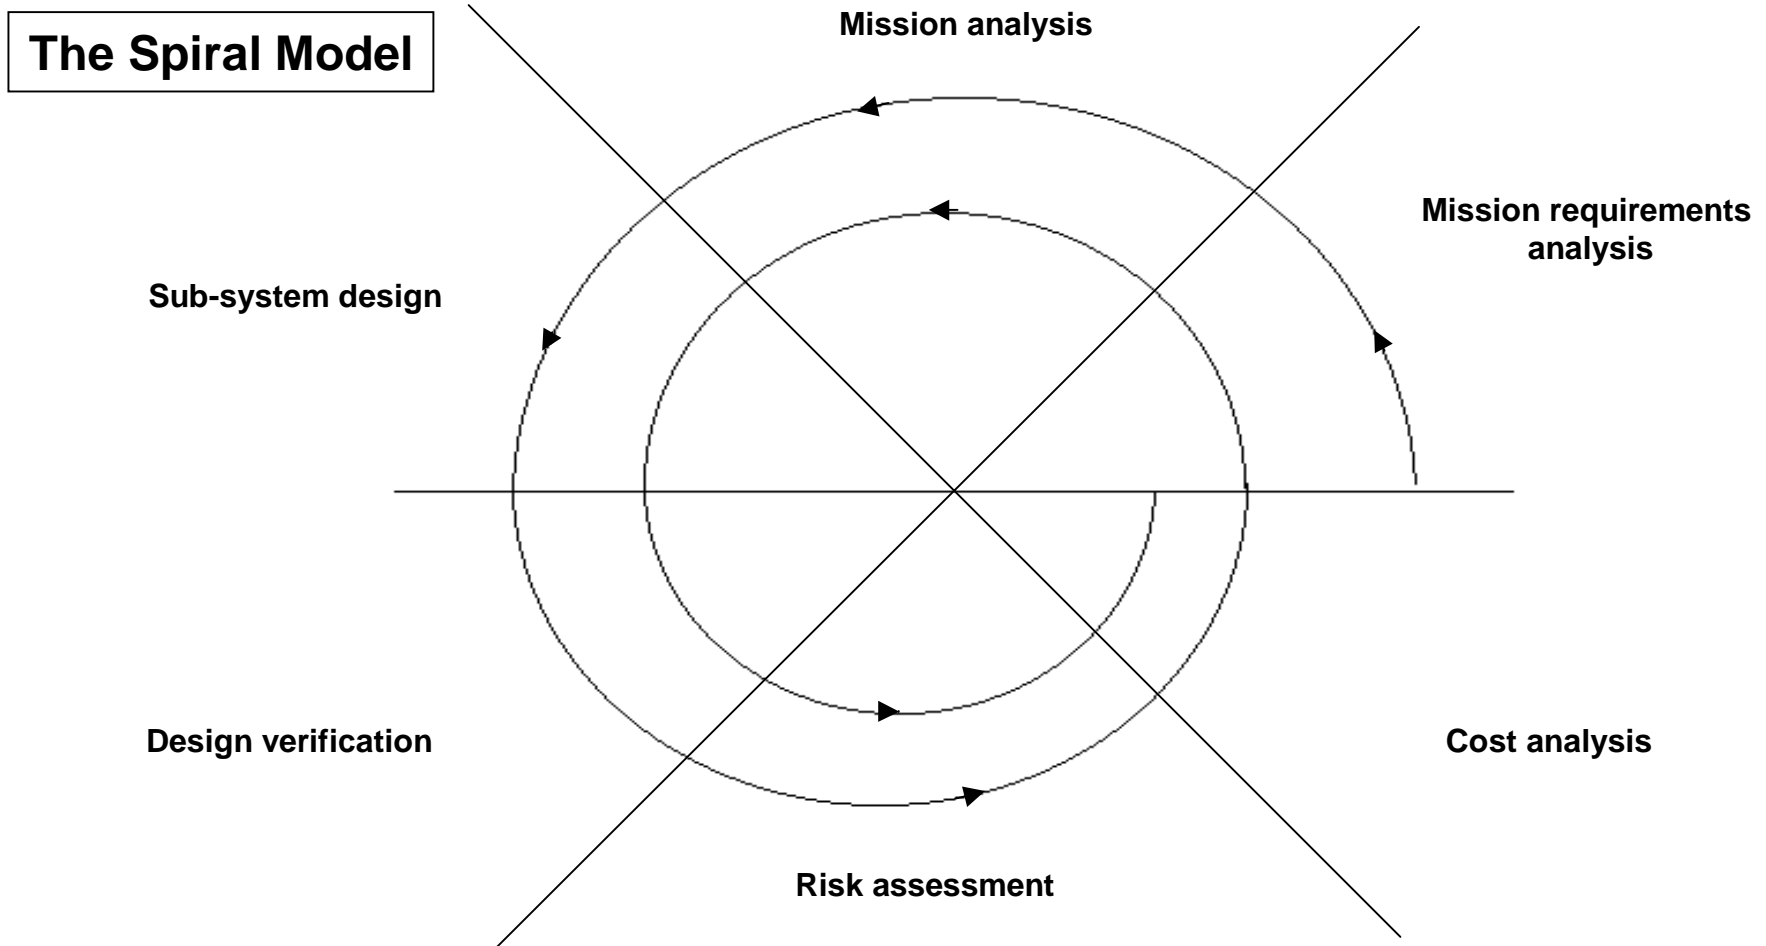 The Spiral Model
Mission analysis
Mission requirements
analysis
Sub-system design
Design verification
Cost analysis
Risk assessment